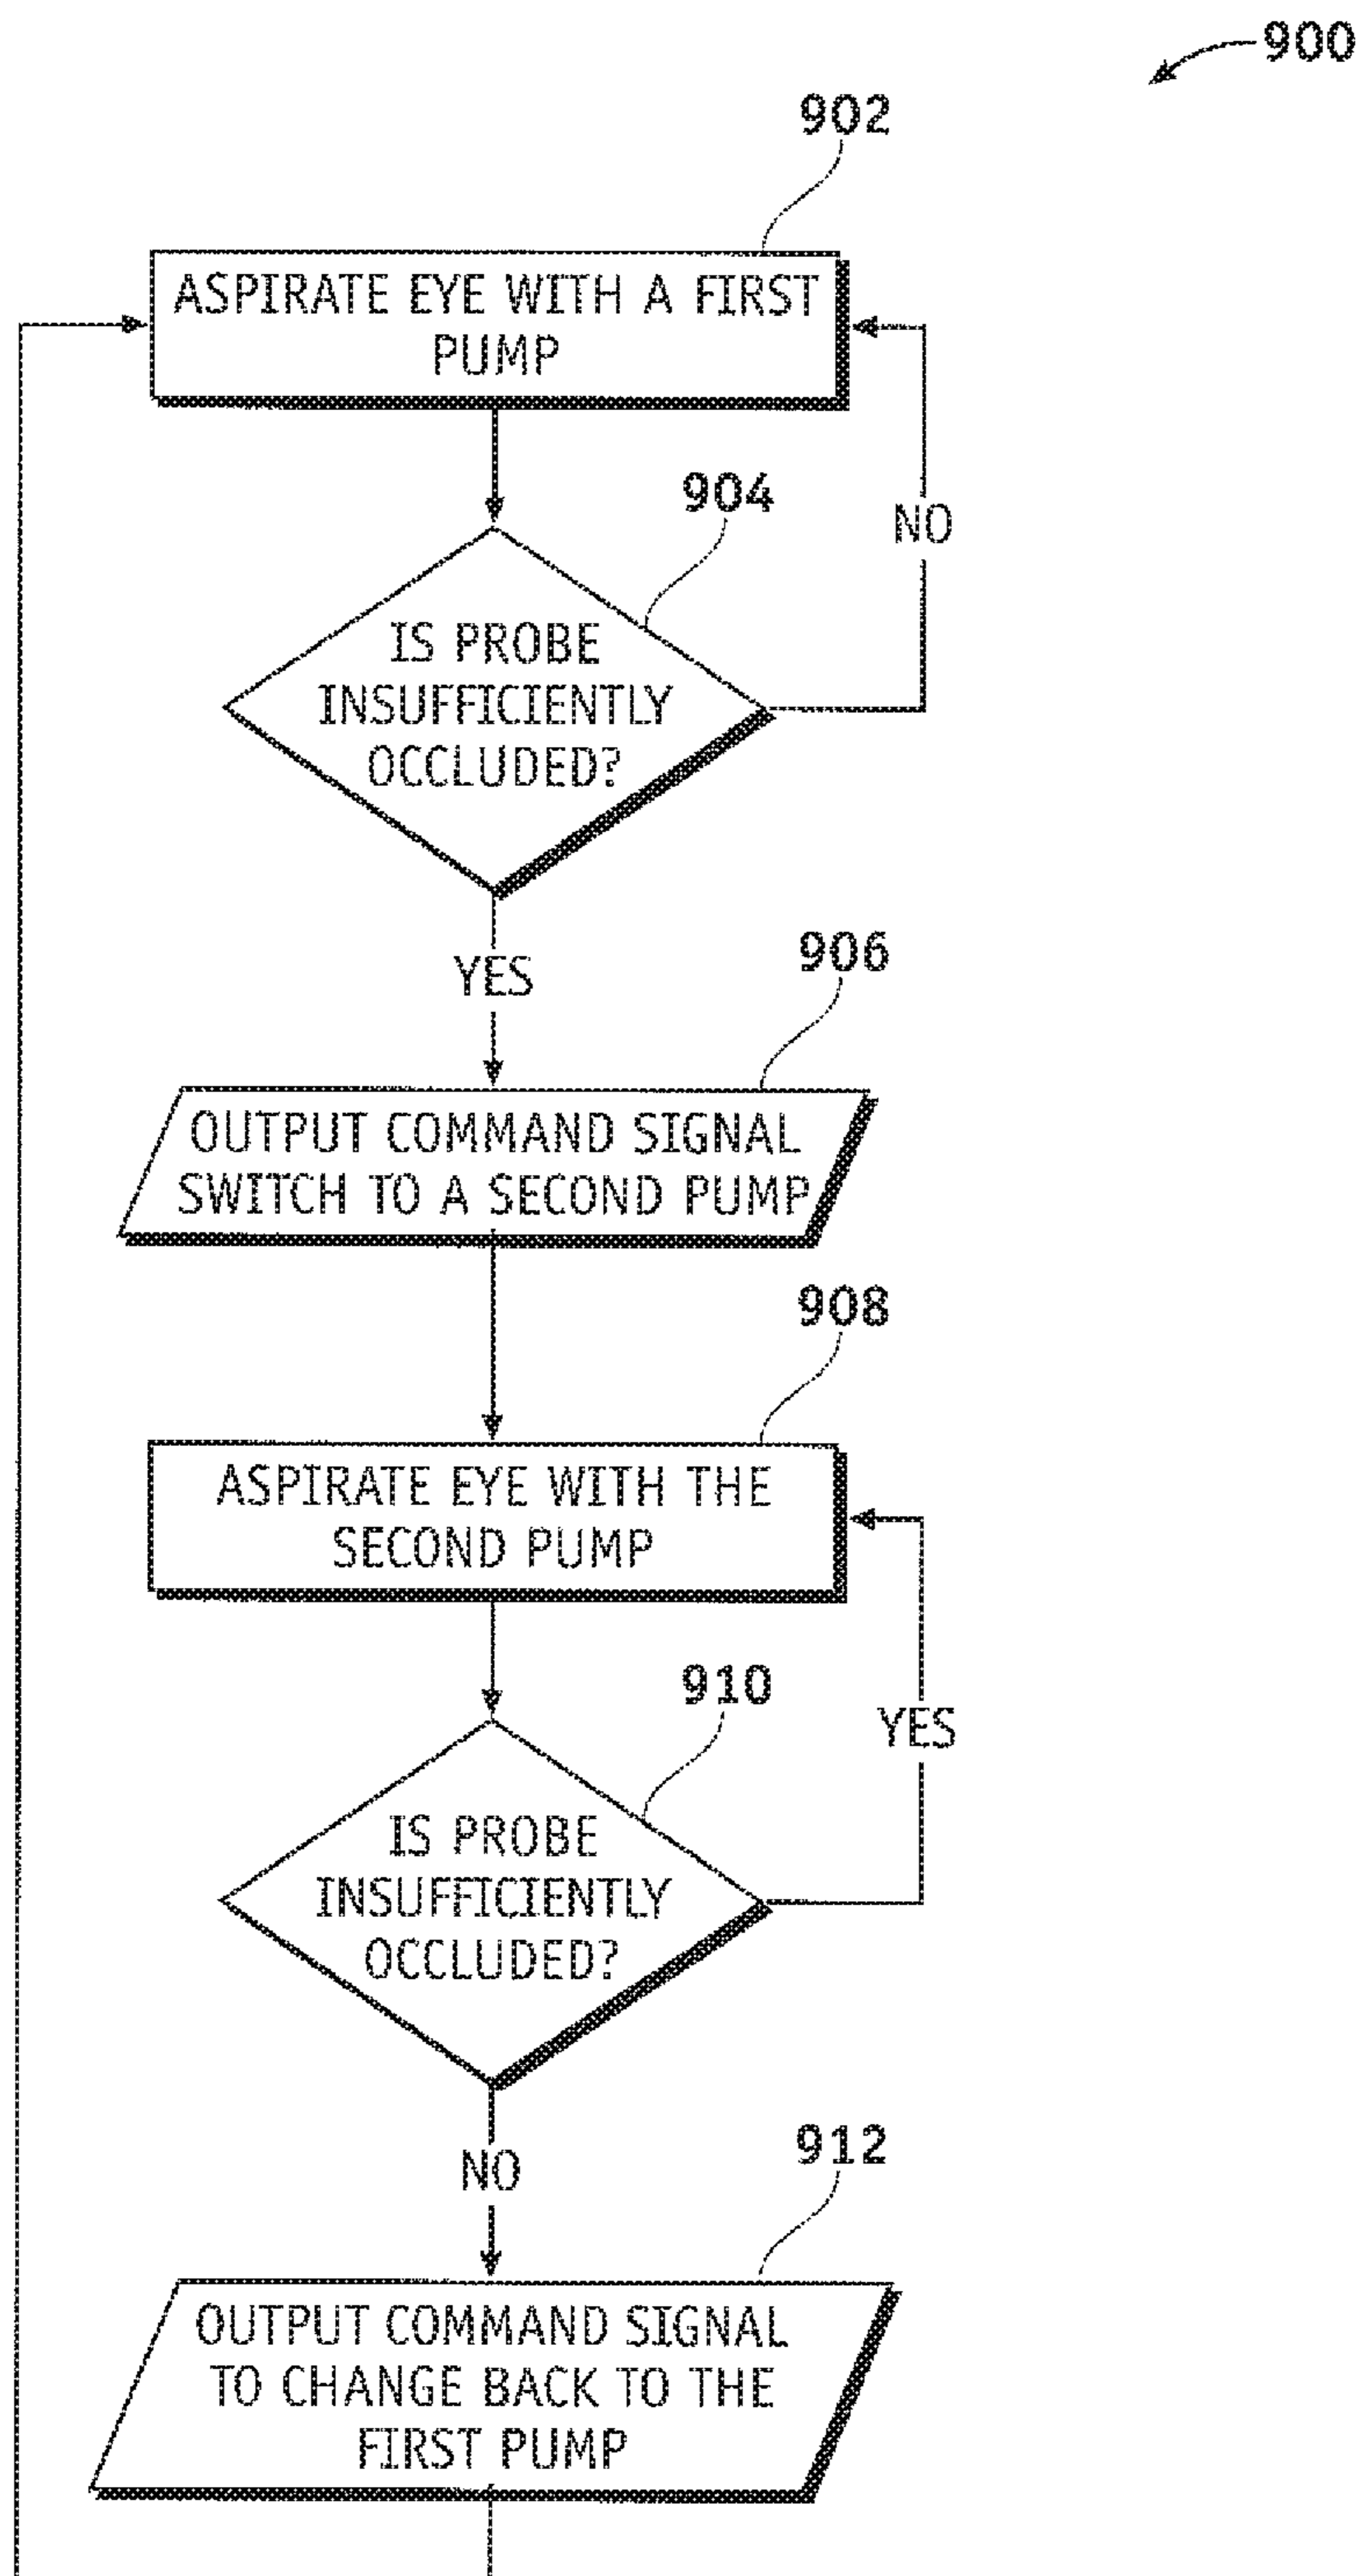 900
902
ASPIRATE EYE WITH A FIRST
PUMP
904
NO
IS PROBE
INSUFFICIENTLY
OCCLUDED?
YES
906
OUTPUT COMMAND SIGNAL
SWITCH TO A SECOND PUMP
908
ASPIRATE EYE WITH THE
SECOND PUMP
910
YES
IS PROBE
INSUFFICIENTLY
OCCLUDED?
NO
912
OUTPUT COMMAND SIGNAL
TO CHANGE BACK TO THE
FIRST PUMP